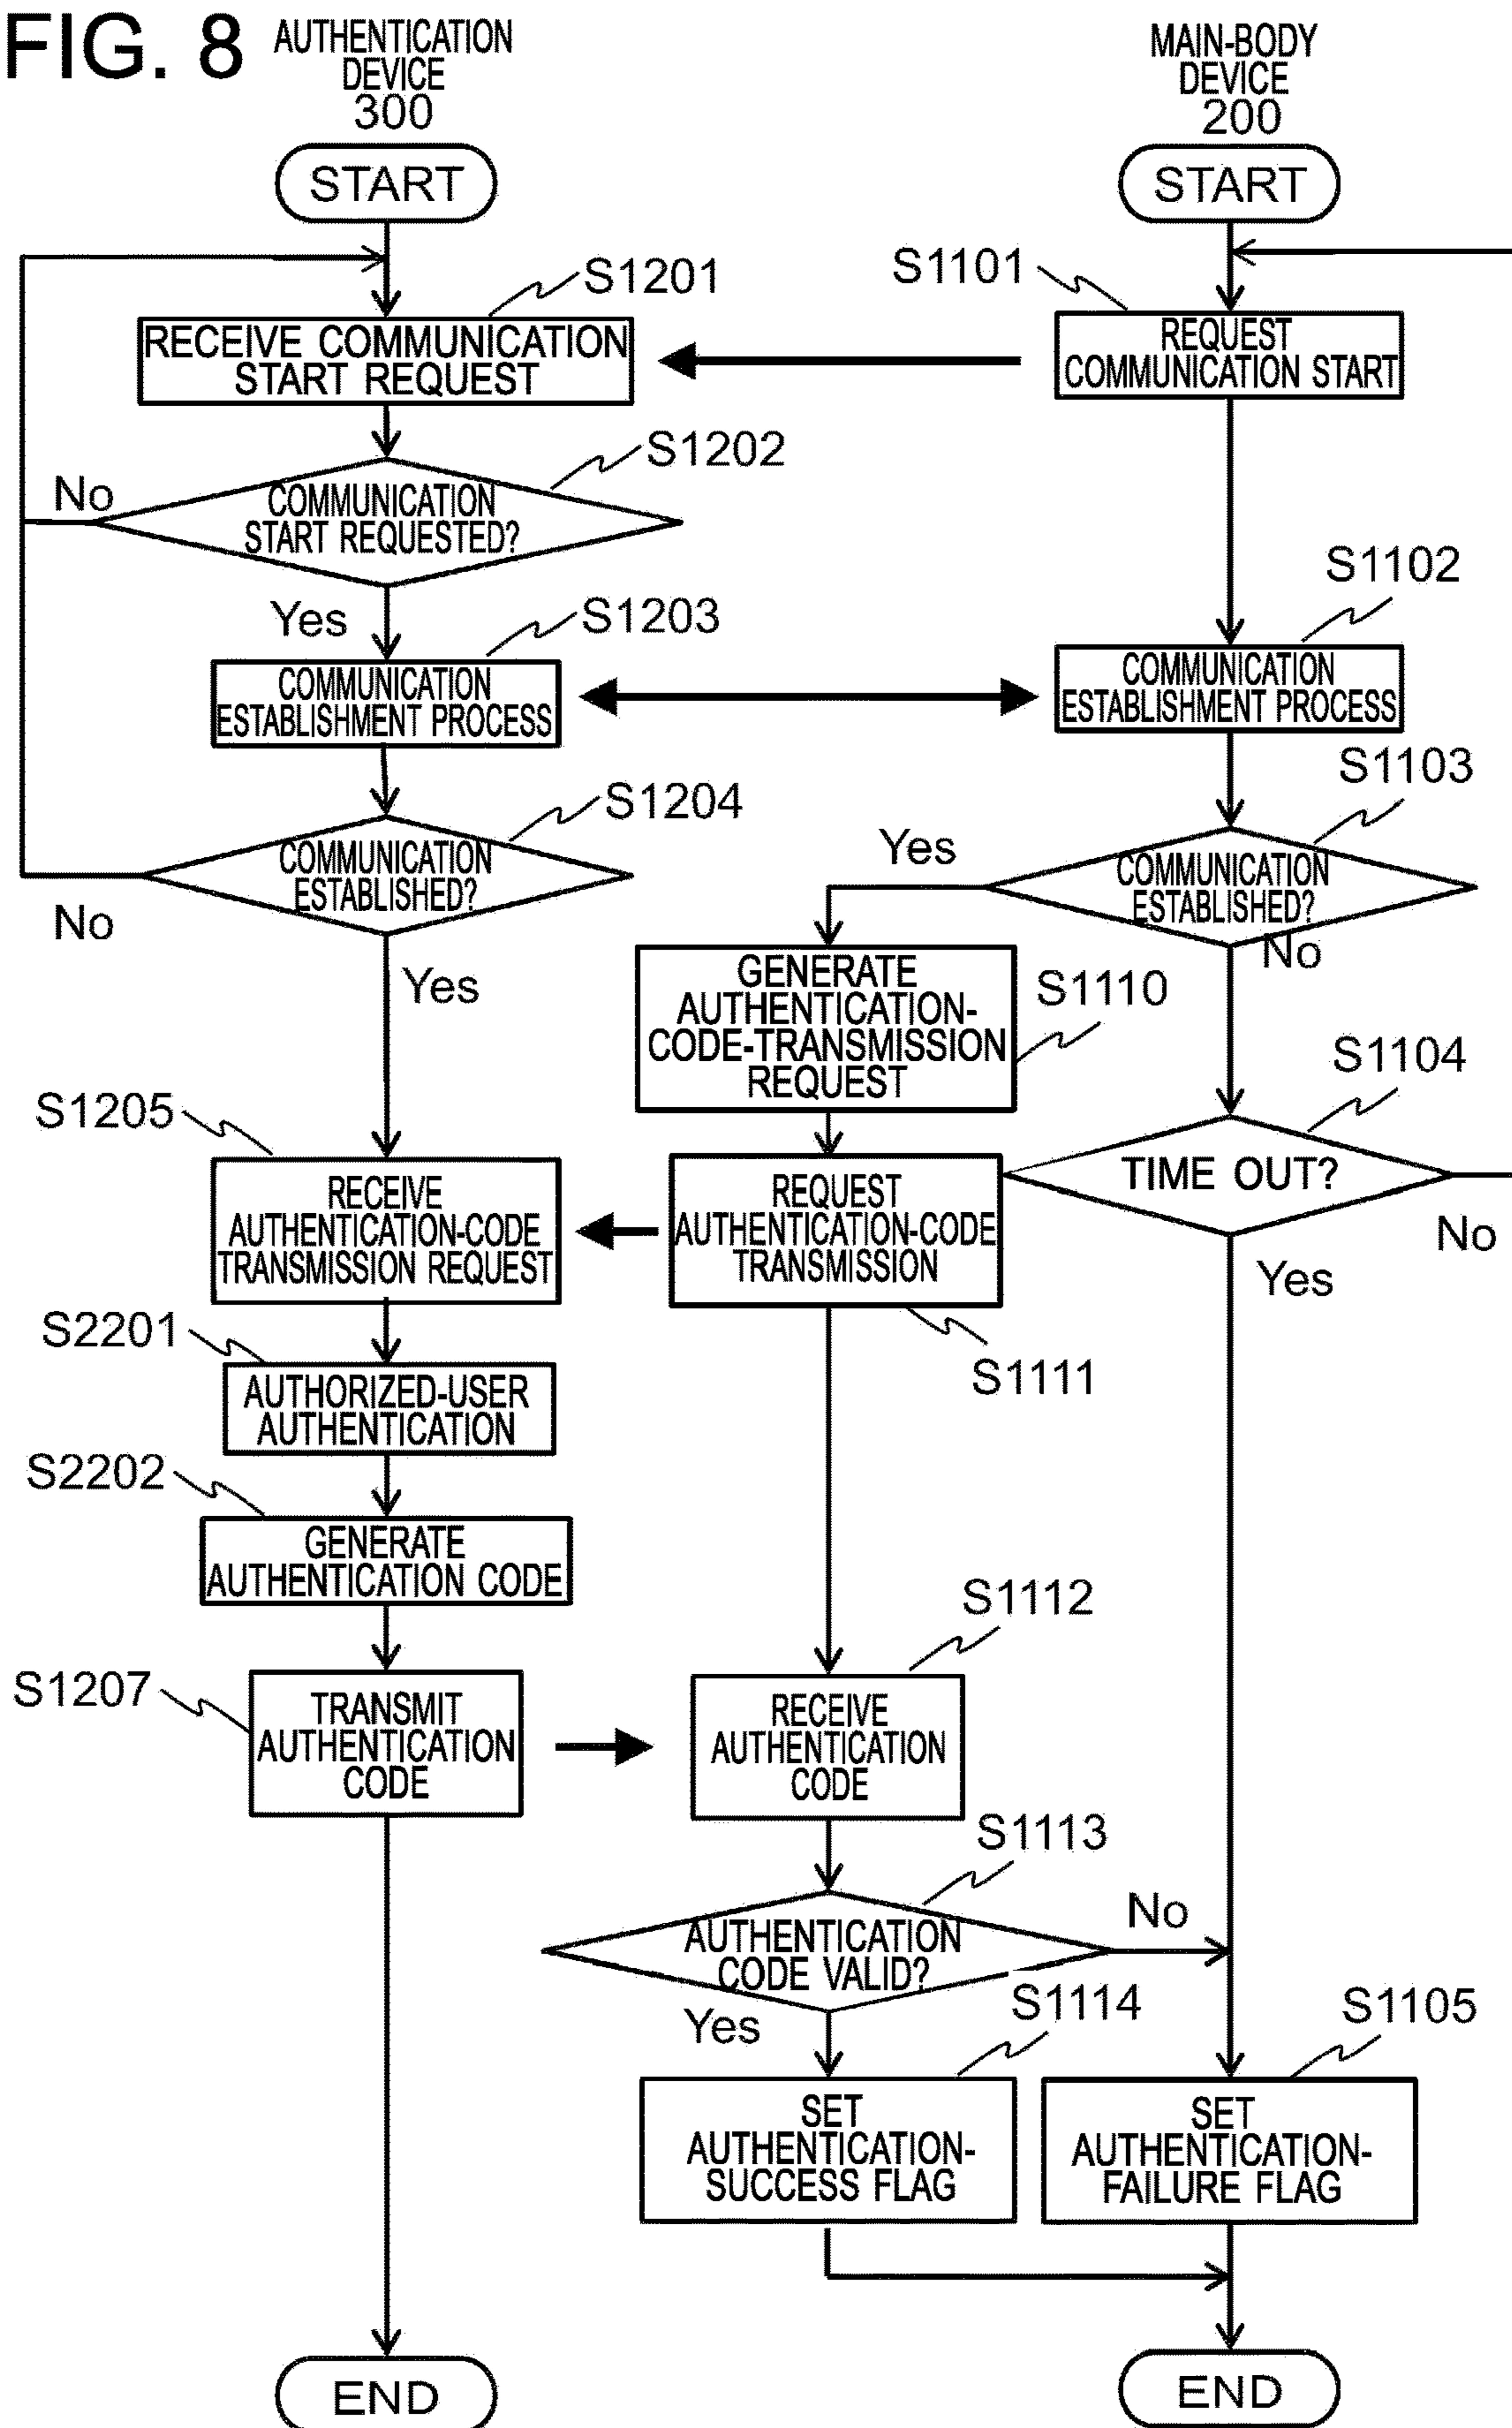 FIG. 8
AUTHENTICATION
DEVICE
300
MAIN-BODY
DEVICE
200
START
START
S1201
S1101
RECEIVE COMMUNICATION
START REQUEST
REQUEST
COMMUNICATION START
S1202
No
COMMUNICATION
START REQUESTED?
S1102
Yes
S1203
COMMUNICATION
ESTABLISHMENT PROCESS
COMMUNICATION
ESTABLISHMENT PROCESS
S1103
S1204
Yes
COMMUNICATION
ESTABLISHED?
COMMUNICATION
ESTABLISHED?
No
No
Yes
GENERATE
AUTHENTICATION-
CODE-TRANSMISSION
REQUEST
S1110
S1104
S1205
TIME OUT?
RECEIVE
AUTHENTICATION-CODE
TRANSMISSION REQUEST
REQUEST
AUTHENTICATION-CODE
TRANSMISSION
No
Yes
S2201
S1111
AUTHORIZED-USER
AUTHENTICATION
S2202
GENERATE
AUTHENTICATION CODE
S1112
S1207
TRANSMIT
AUTHENTICATION
CODE
RECEIVE
AUTHENTICATION
CODE
S1113
No
AUTHENTICATION
CODE VALID?
S1114
S1105
Yes
SET
AUTHENTICATION-
SUCCESS FLAG
SET
AUTHENTICATION-
FAILURE FLAG
END
END